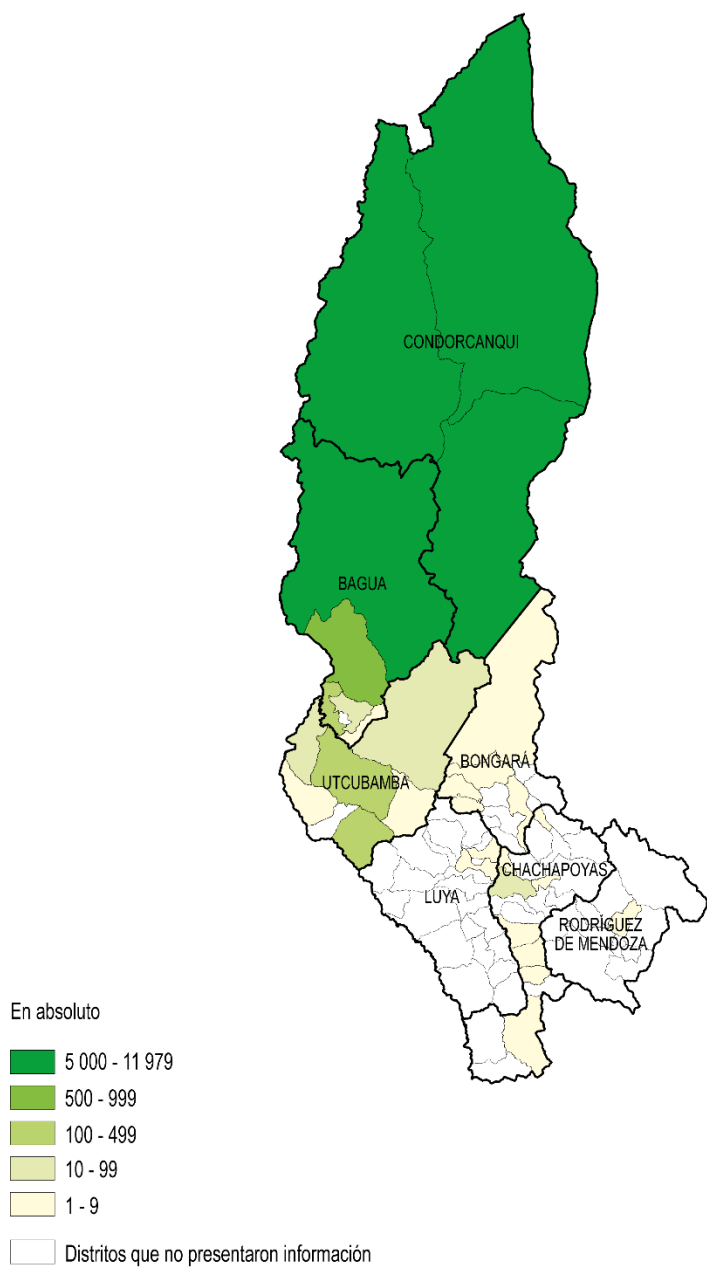 CONDORCANQUI
BAGUA
BONGARÁ
UTCUBAMBA
CHACHAPOYAS
LUYA
RODRÍGUEZ
DE MENDOZA
En absoluto
5 000 - 11 979
500 - 999
100 - 499
10 - 99
1 - 9
Distritos que no presentaron información